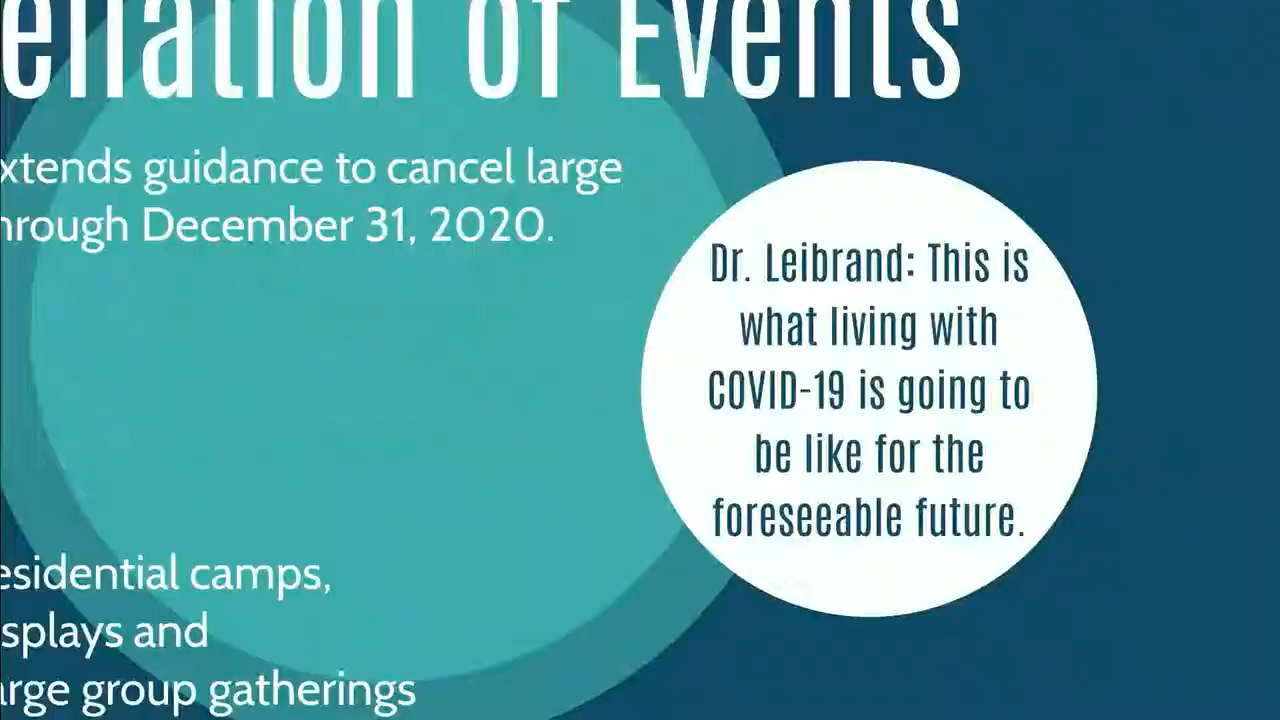 ellation of Events
xtends guidance to cancel large
hrough December 31, 2020.
Dr. Leibrand: This is
what living with
COVID-19 is going to
be like for the
foreseeable future.
esidential camps,
splays and
arge group gatherings